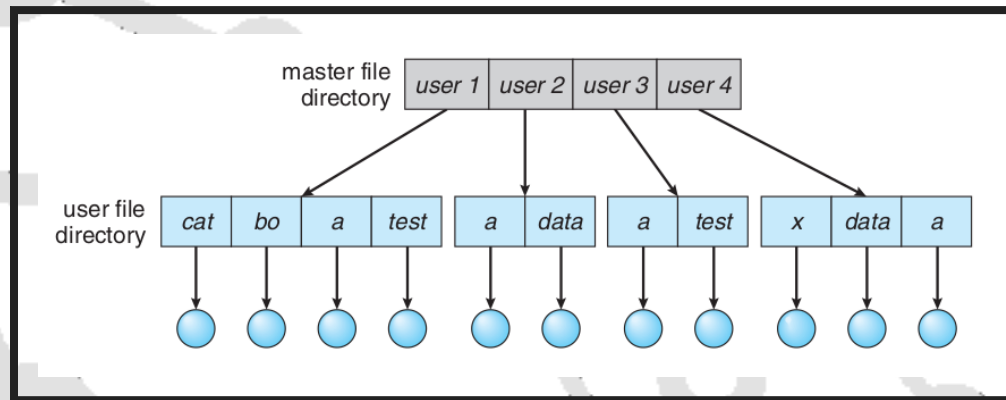 master file
directory
user 1 user 2 user 3 user 4
user file
directory
cat bo a test a data a test x data a